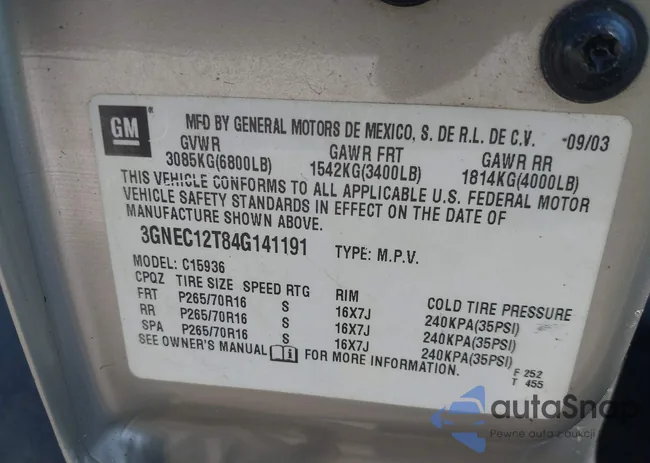 GM
MFD BY GENERAL MOTORS DE MEXICO, S. DE R.L. DE C.V. 09/03
GVWR GAWR FRT GAWR RR
3085KG(6800LB) 1542KG(3400LB) 1814KG(4000LB)
THIS VEHICLE CONFORMS TO ALL APPLICABLE U.S. FEDERAL MOTOR
VEHICLE SAFETY STANDARDS IN EFFECT ON THE DATE OF
MANUFACTURE SHOWN ABOVE.
3GNEC12T84G141191 TYPE: M.P.V.
MODEL: C15936
CPQZ TIRE SIZE SPEED RTG RIM COLD TIRE PRESSURE
FRT P265/70R16 S 16X7J 240KPA(35PSI)
RR P265/70R16 S 16X7J 240KPA(35PSI)
SPA P265/70R16 S 16X7J 240KPA(35PSI)
SEE OWNER'S MANUAL i FOR MORE INFORMATION.
F 252
T 455
autoSnap
Pewne auta z aukcji